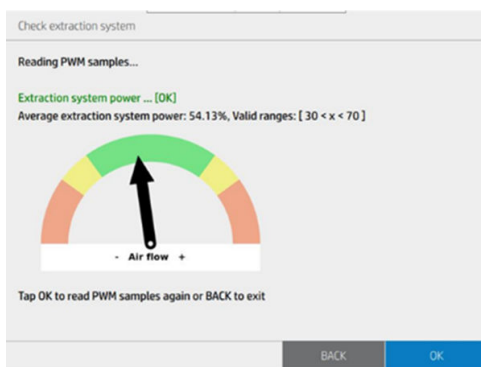 Check extraction system
Reading PWM samples...
Extraction system power ... [OK]
Average extraction system power: 54.13%, Valid ranges: [ 30 < x < 70 ]
- Air flow +
Tap OK to read PWM samples again or BACK to exit
BACK OK